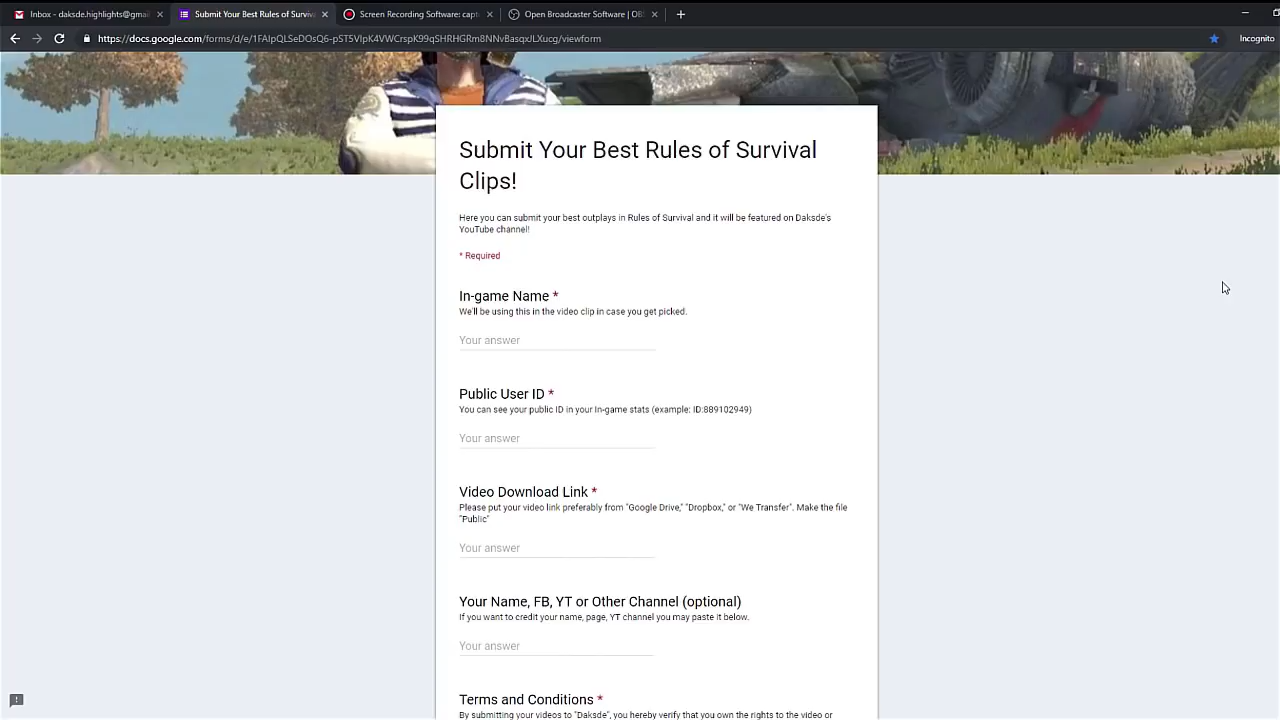 Inbox - daksde.highlights@gmai
Submit Your Best Rules of Surviva
Screen Recording Software: capt
Open Broadcaster Software | OB
https://docs.google.com/forms/d/e/1FAIpQLSeDOsQ6-pST5VIpK4VWCrspK99qSHRHGRm8NNvBasqxJLXucg/viewform
Incognito
Submit Your Best Rules of Survival
Clips!
Here you can submit your best outplays in Rules of Survival and it will be featured on Daksde's
YouTube channel!
* Required
In-game Name *
We'll be using this in the video clip in case you get picked.
Your answer
Public User ID *
You can see your public ID in your In-game stats (example: ID:889102949)
Your answer
Video Download Link *
Please put your video link preferably from "Google Drive," "Dropbox," or "We Transfer". Make the file
"Public"
Your answer
Your Name, FB, YT or Other Channel (optional)
If you want to credit your name, page, YT channel you may paste it below.
Your answer
Terms and Conditions *
By submitting your videos to "Daksde", you hereby verify that you own the rights to the video or